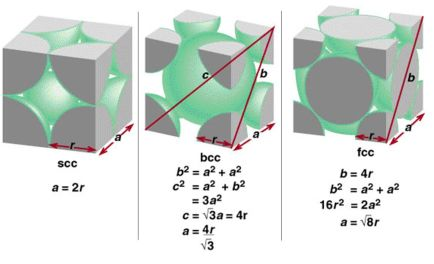 r
a
scc
a = 2r
c
b
r
a
bcc
b² = a² + a²
c² = a² + b²
= 3a²
c = √3a = 4r
a = 4r
√3
b
r
a
fcc
b = 4r
b² = a² + a²
16r² = 2a²
a = √8r